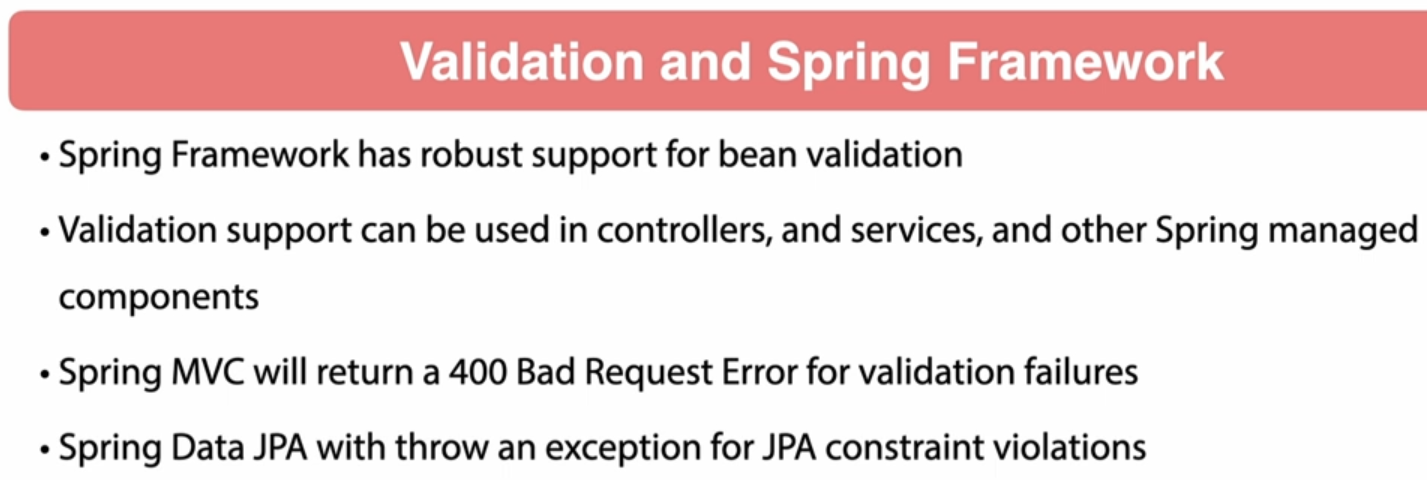 Validation and Spring Framework
• Spring Framework has robust support for bean validation
• Validation support can be used in controllers, and services, and other Spring managed
components
• Spring MVC will return a 400 Bad Request Error for validation failures
• Spring Data JPA with throw an exception for JPA constraint violations